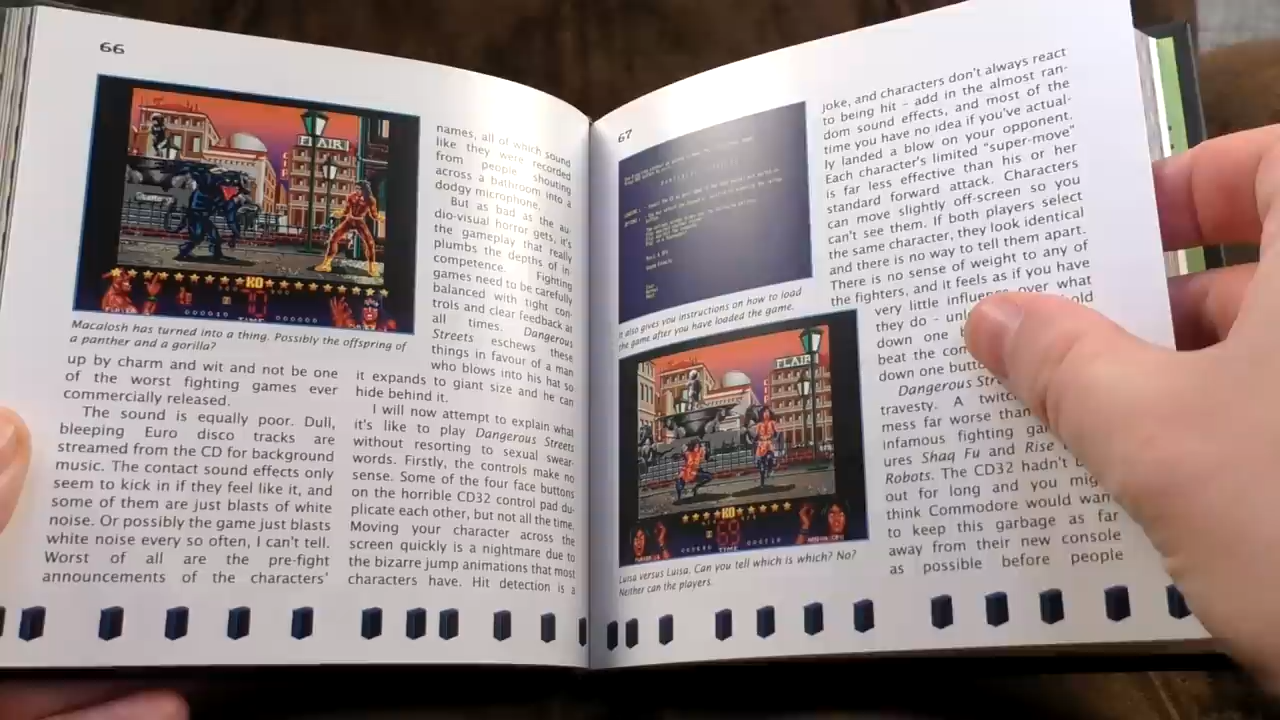 66
FLAIR
KO
TIME
Macalosh has turned into a thing. Possibly the offspring of
a panther and a gorilla?
up by charm and wit and not be one
of the worst fighting games ever
commercially released.
The sound is equally poor. Dull,
bleeping Euro disco tracks are
streamed from the CD for background
music. The contact sound effects only
seem to kick in if they feel like it, and
some of them are just blasts of white
noise. Or possibly the game just blasts
white noise every so often, I can't tell.
Worst of all are the pre-fight
announcements of the characters'
names, all of which sound
like they were recorded
from people shouting
across a bathroom into a
dodgy microphone.
But as bad as the au-
dio-visual horror gets, it's
the gameplay that really
plumbs the depths of in-
competence. Fighting
games need to be carefully
balanced with tight con-
trols and clear feedback at
all times. Dangerous
Streets eschews these
things in favour of a man
who blows into his hat so
it expands to giant size and he can
hide behind it.
I will now attempt to explain what
it's like to play Dangerous Streets
without resorting to sexual swear-
words. Firstly, the controls make no
sense. Some of the four face buttons
on the horrible CD32 control pad du-
plicate each other, but not all the time.
Moving your character across the
screen quickly is a nightmare due to
the bizarre jump animations that most
characters have. Hit detection is a
67
It also gives you instructions on how to load
the game after you have loaded the game.
FLAIR
KO
69
TIME
Luisa versus Luisa. Can you tell which is which? No?
Neither can the players.
joke, and characters don't always react
to being hit – add in the almost ran-
dom sound effects, and most of the
time you have no idea if you've actual-
ly landed a blow on your opponent.
Each character's limited "super-move"
is far less effective than his or her
standard forward attack. Characters
can move slightly off-screen so you
can't see them. If both players select
the same character, they look identical
and there is no way to tell them apart.
There is no sense of weight to any of
the fighters, and it feels as if you have
very little influence over what
they do – unl old
down one b
beat the com
down one butto
Dangerous Stre
travesty. A twitc
mess far worse than
infamous fighting ga
ures Shaq Fu and Rise
Robots. The CD32 hadn't b
out for long and you migh
think Commodore would want
to keep this garbage as far
away from their new console
as possible before people